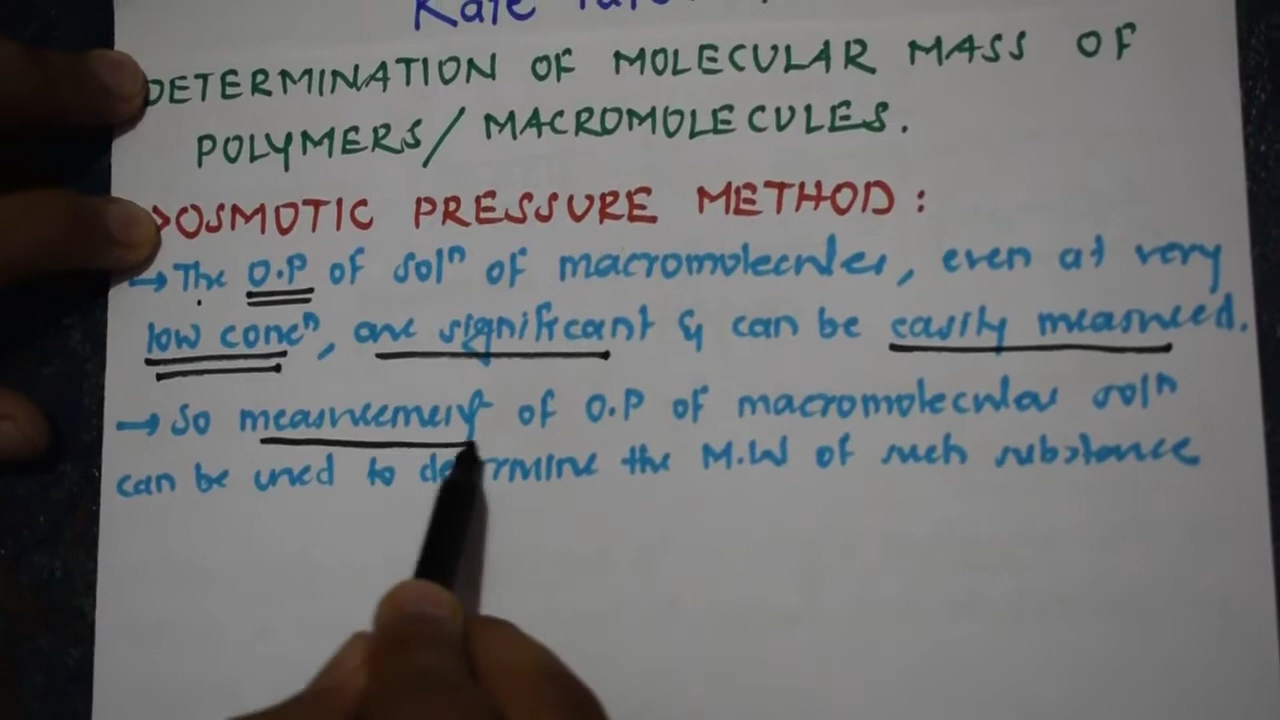 DETERMINATION OF MOLECULAR MASS OF
POLYMERS/ MACROMOLECULES.
>OSMOTIC PRESSURE METHOD:
→ The O.P of solⁿ of macromolecules, even at very
low concⁿ, are significant & can be easily measured.
→ So measurement of O.P of macromolecular solⁿ
can be used to determine the M.W of such substance